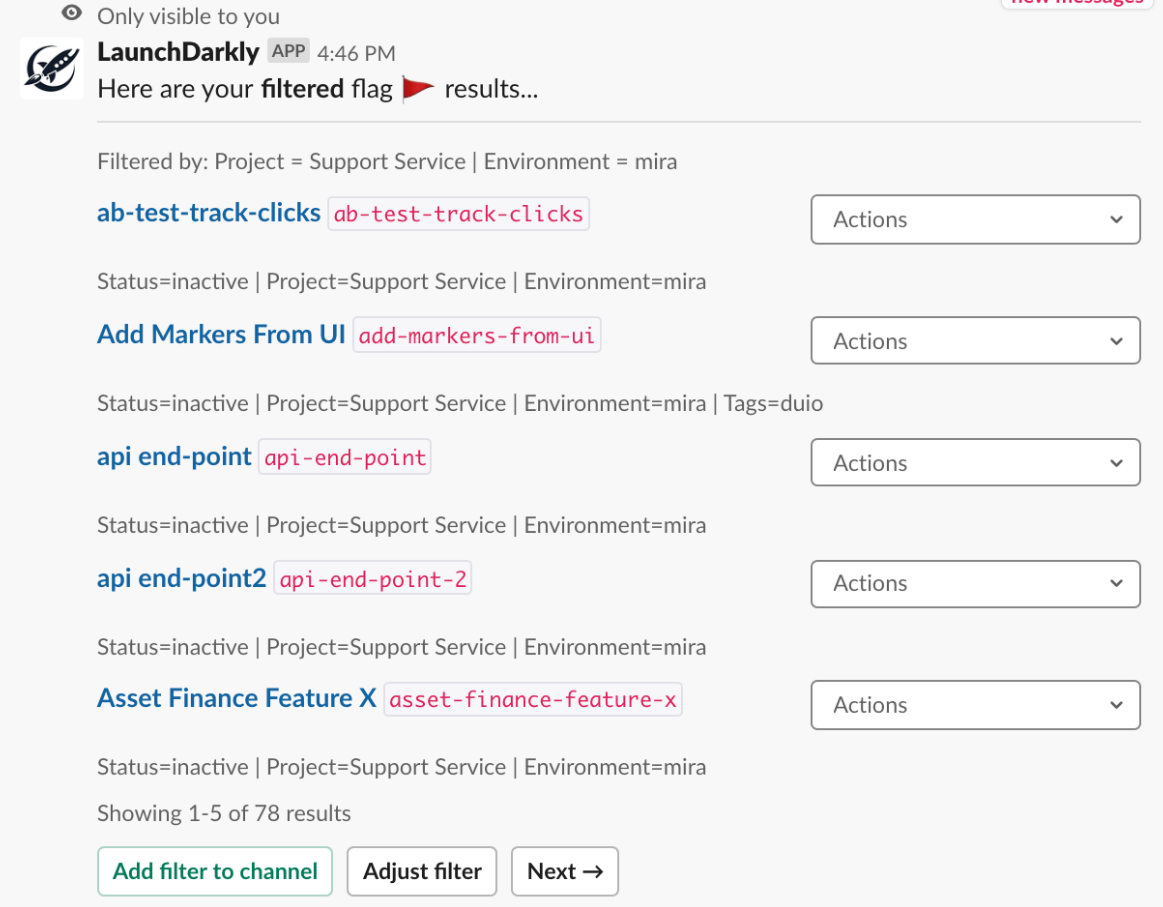 new messages
Only visible to you
LaunchDarkly APP 4:46 PM
Here are your filtered flag results...
Filtered by: Project = Support Service | Environment = mira
ab-test-track-clicks ab-test-track-clicks
Actions
Status=inactive | Project=Support Service | Environment=mira
Add Markers From UI add-markers-from-ui
Actions
Status=inactive | Project=Support Service | Environment=mira | Tags=duio
api end-point api-end-point
Actions
Status=inactive | Project=Support Service | Environment=mira
api end-point2 api-end-point-2
Actions
Status=inactive | Project=Support Service | Environment=mira
Asset Finance Feature X asset-finance-feature-x
Actions
Status=inactive | Project=Support Service | Environment=mira
Showing 1-5 of 78 results
Add filter to channel Adjust filter Next →